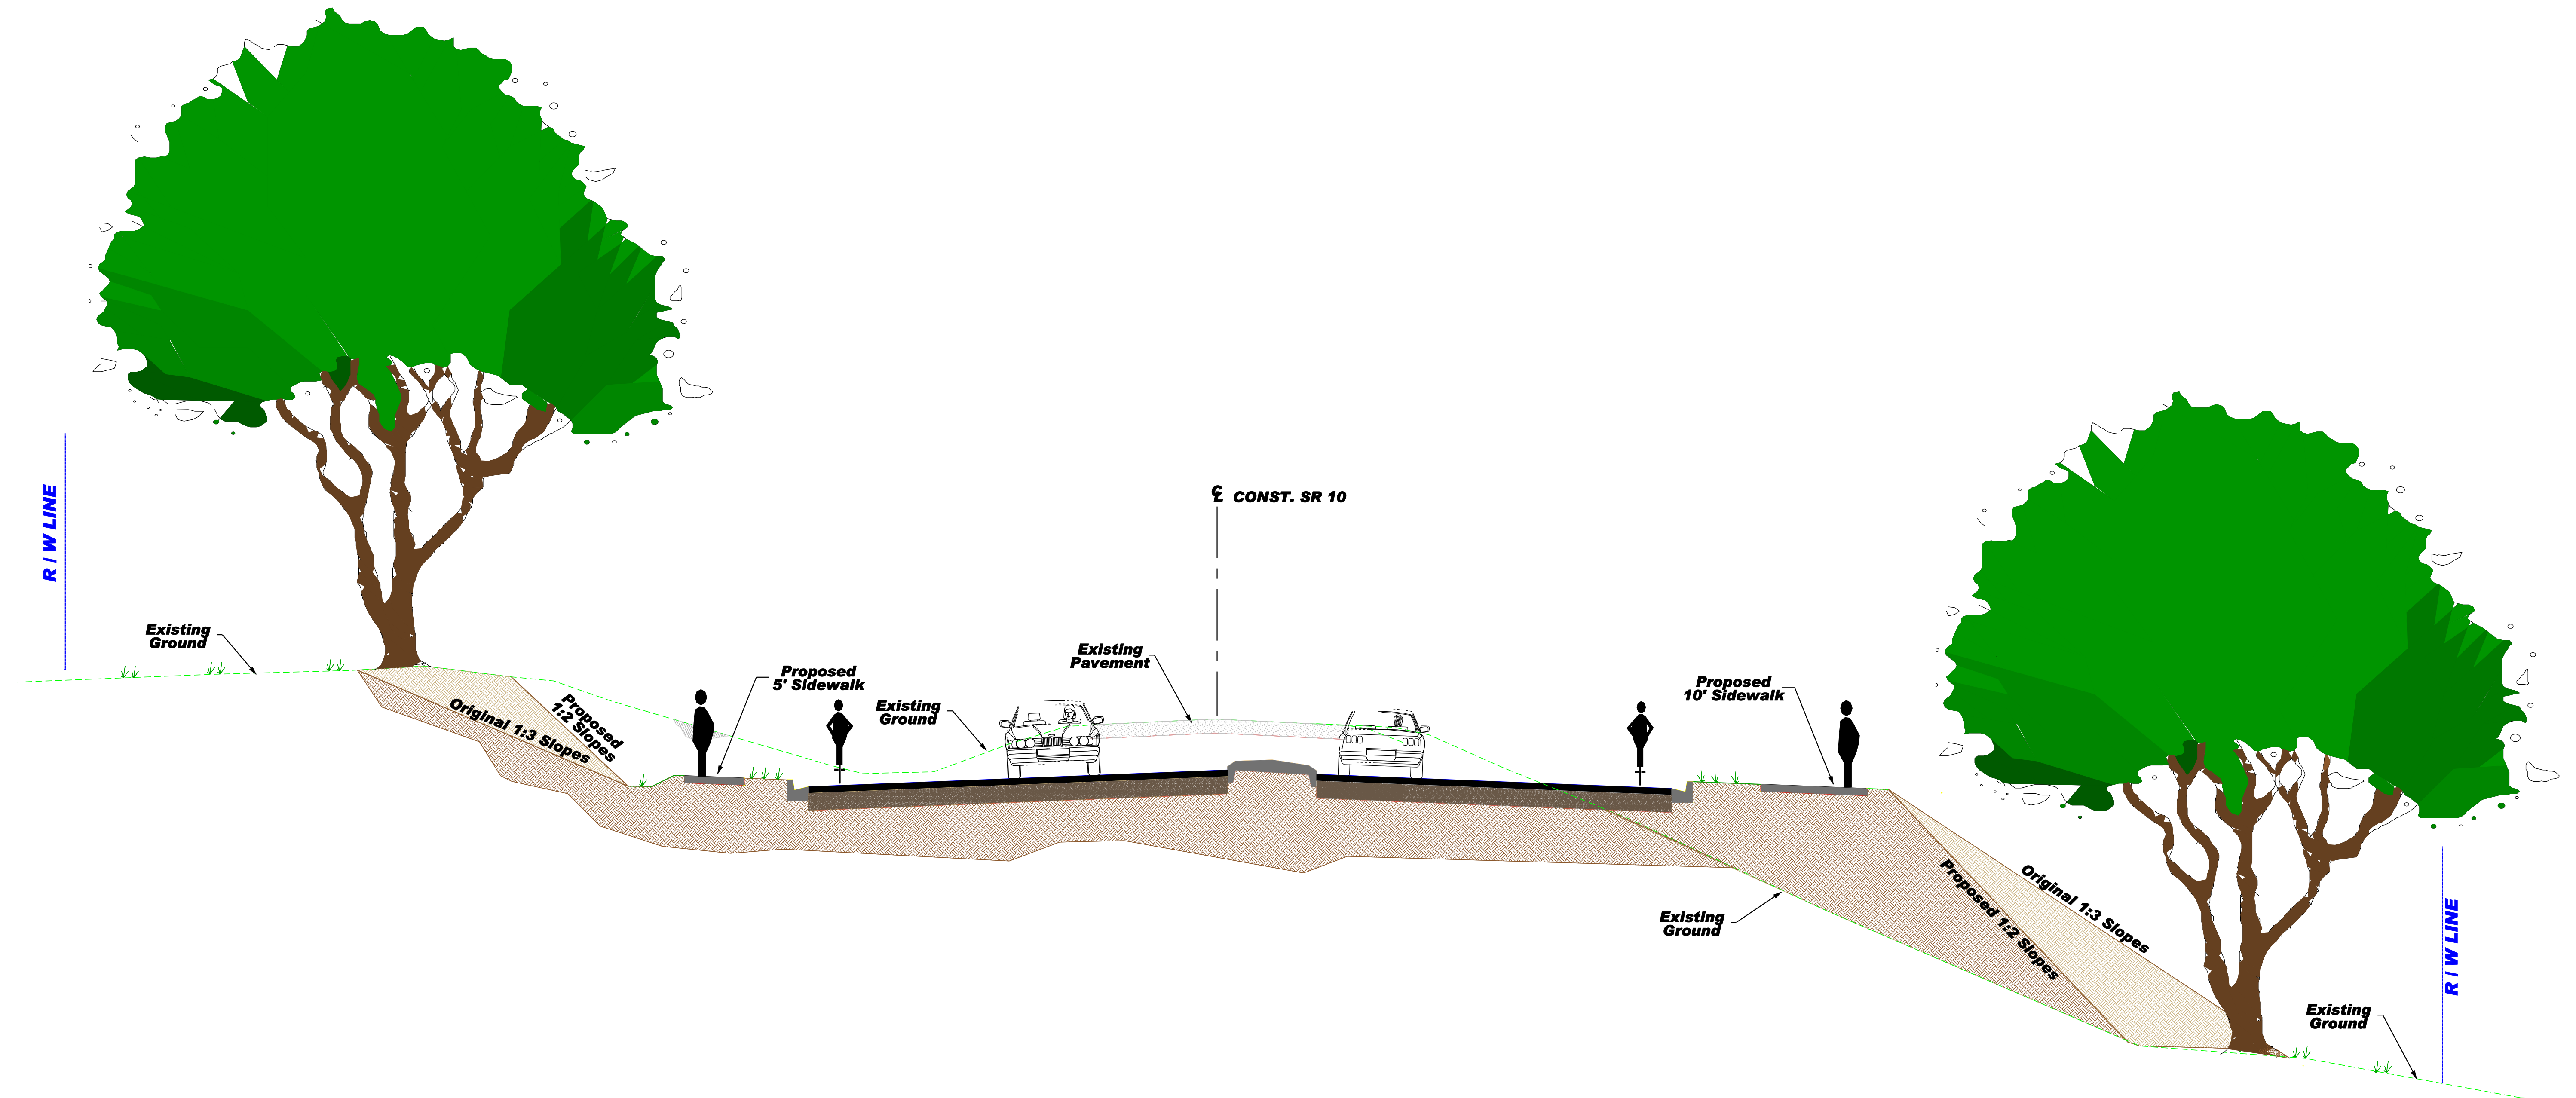 ℄ CONST. SR 10
R / W LINE
Existing
Ground
Original 1:3 Slopes
Proposed
1:2 Slopes
Proposed
5' Sidewalk
Existing
Ground
Existing
Pavement
Proposed
10' Sidewalk
Existing
Ground
Proposed 1:2 Slopes
Original 1:3 Slopes
R / W LINE
Existing
Ground